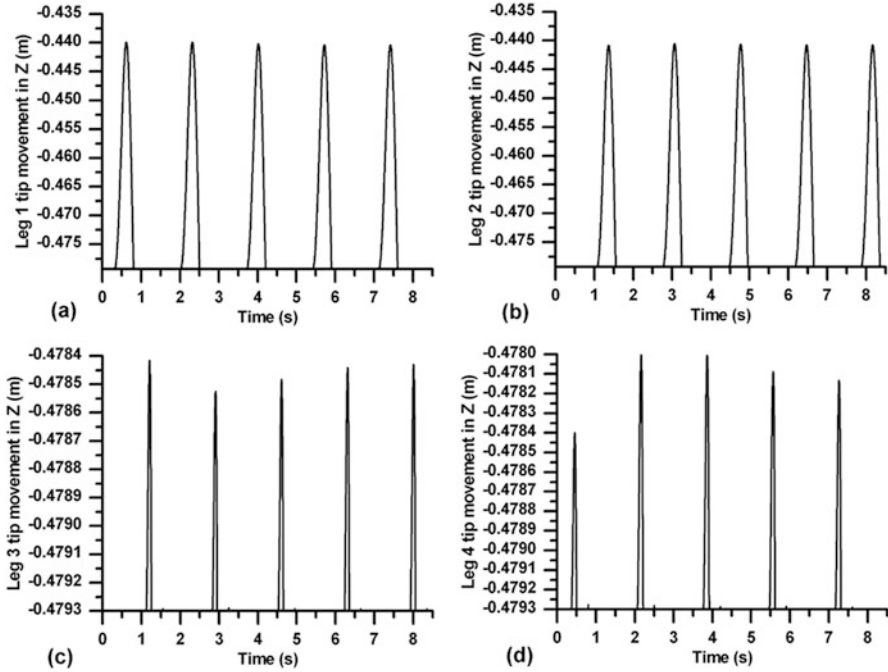 -0.435
-0.440
-0.445
-0.450
-0.455
-0.460
-0.465
-0.470
-0.475
Leg 1 tip movement in Z (m)
0 1 2 3 4 5 6 7 8
Time (s)
(a)
-0.435
-0.440
-0.445
-0.450
-0.455
-0.460
-0.465
-0.470
-0.475
Leg 2 tip movement in Z (m)
0 1 2 3 4 5 6 7 8
Time (s)
(b)
-0.4784
-0.4785
-0.4786
-0.4787
-0.4788
-0.4789
-0.4790
-0.4791
-0.4792
-0.4793
Leg 3 tip movement in Z (m)
0 1 2 3 4 5 6 7 8
Time (s)
(c)
-0.4780
-0.4781
-0.4782
-0.4783
-0.4784
-0.4785
-0.4786
-0.4787
-0.4788
-0.4789
-0.4790
-0.4791
-0.4792
-0.4793
Leg 4 tip movement in Z (m)
0 1 2 3 4 5 6 7 8
Time (s)
(d)